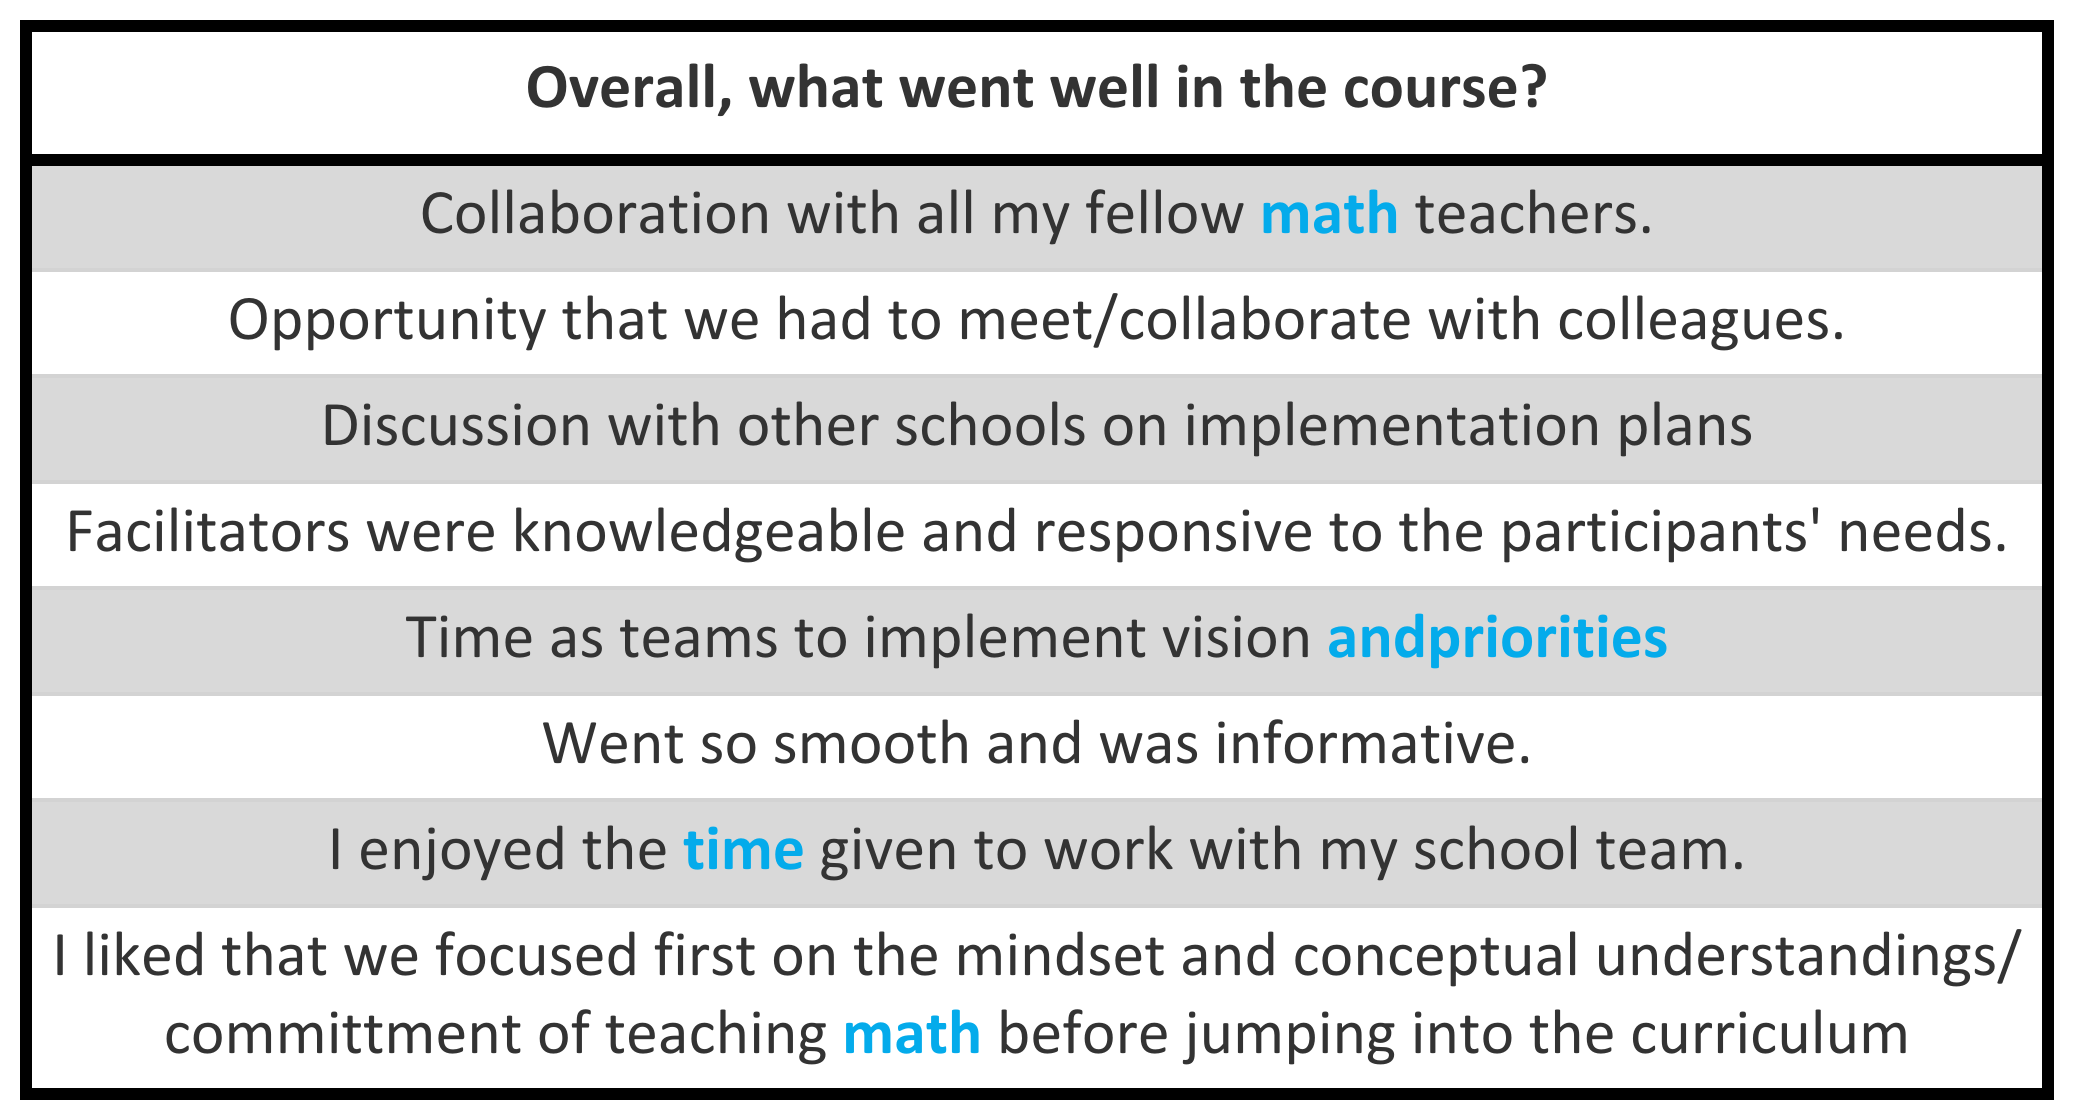 Overall, what went well in the course?
Collaboration with all my fellow math teachers.
Opportunity that we had to meet/collaborate with colleagues.
Discussion with other schools on implementation plans
Facilitators were knowledgeable and responsive to the participants' needs.
Time as teams to implement vision andpriorities
Went so smooth and was informative.
I enjoyed the time given to work with my school team.
I liked that we focused first on the mindset and conceptual understandings/
committment of teaching math before jumping into the curriculum